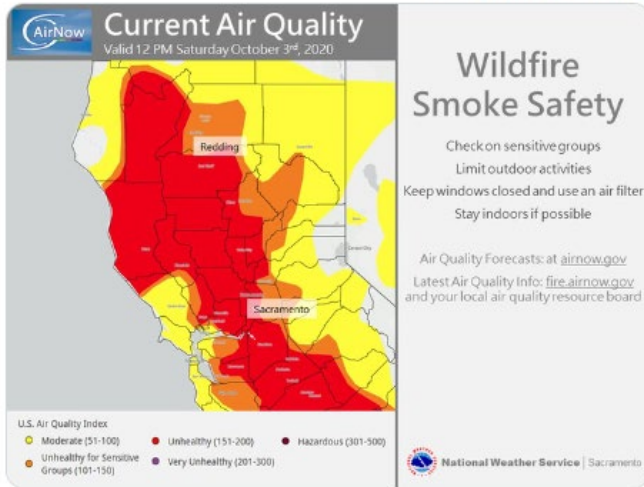 AirNow
Current Air Quality
Valid 12 PM Saturday October 3rd, 2020
Redding
Sacramento
U.S. Air Quality Index
Moderate (51-100)
Unhealthy (151-200)
Hazardous (301-500)
Unhealthy for Sensitive
Groups (101-150)
Very Unhealthy (201-300)
Wildfire
Smoke Safety
Check on sensitive groups
Limit outdoor activities
Keep windows closed and use an air filter
Stay indoors if possible
Air Quality Forecasts: at airnow.gov
Latest Air Quality Info: fire.airnow.gov
and your local air quality resource board
National Weather Service | Sacramento